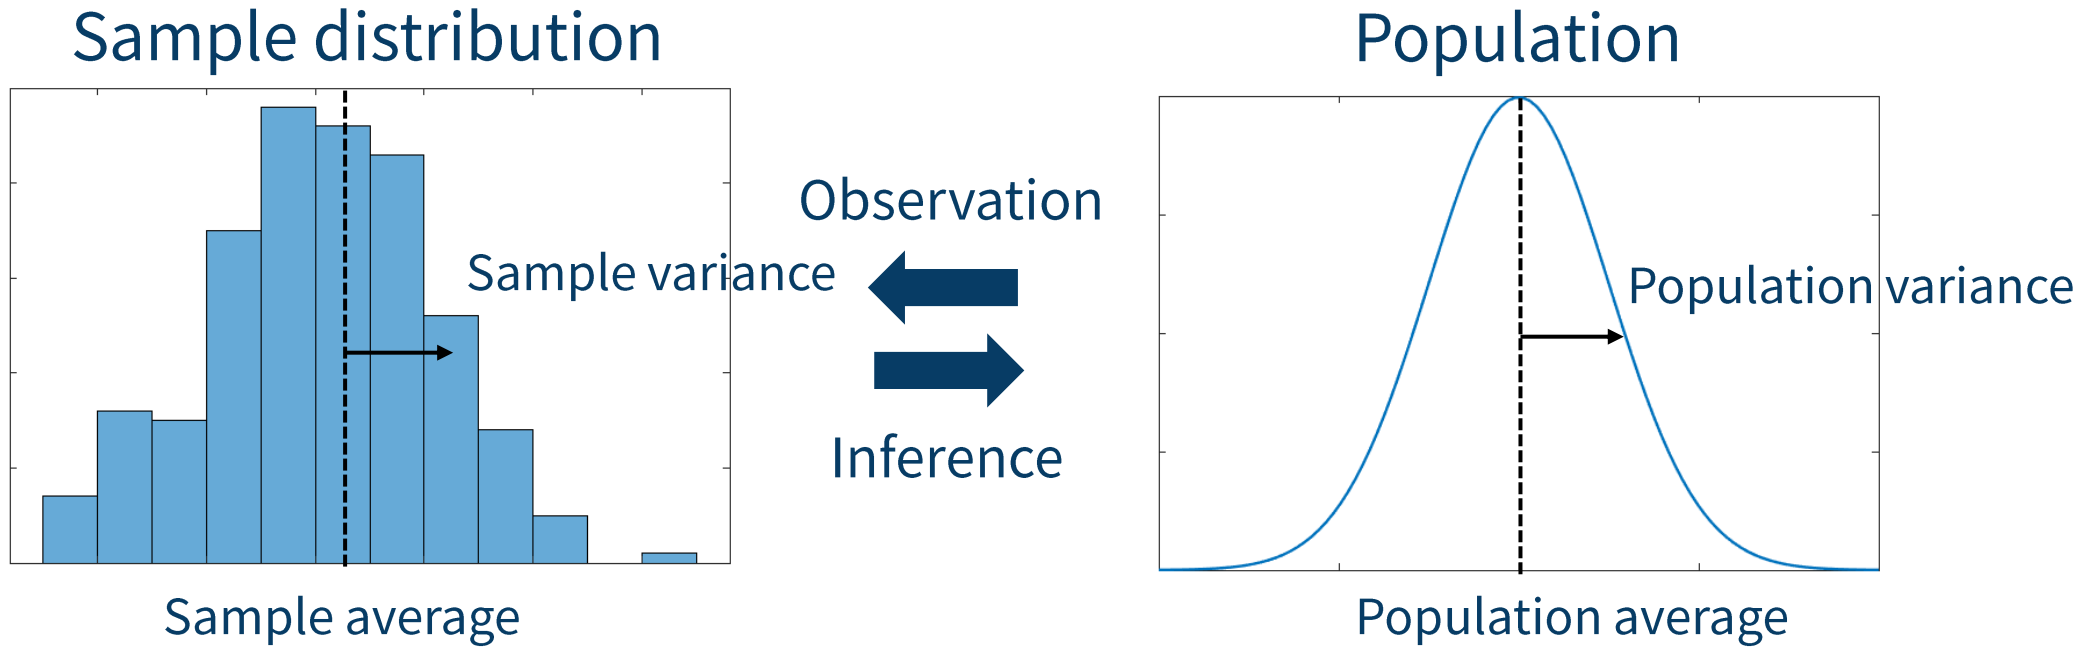 Sample distribution
Population
Observation
Sample variance
Population variance
Inference
Sample average
Population average